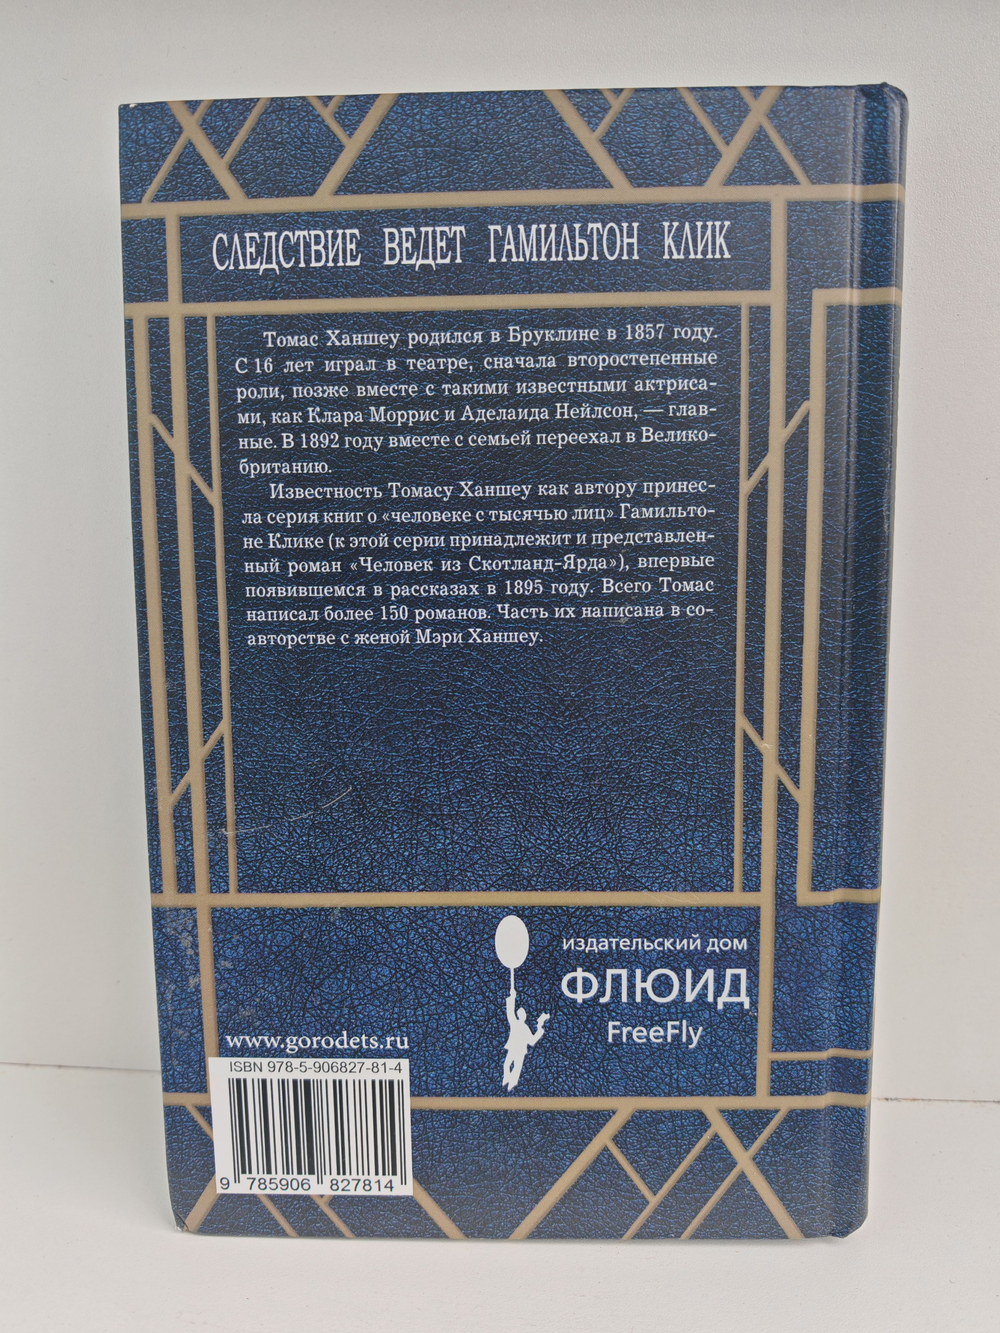 СЛЕДСТВИЕ ВЕДЕТ ГАМИЛЬТОН КЛИК
Томас Ханшеу родился в Бруклине в 1857 году.
С 16 лет играл в театре, сначала второстепенные
роли, позже вместе с такими известными актриса-
ми, как Клара Моррис и Аделаида Нейлсон, — глав-
ные. В 1892 году вместе с семьей переехал в Велико-
британию.
Известность Томасу Ханшеу как автору принес-
ла серия книг о «человеке с тысячью лиц» Гамильто-
не Клике (к этой серии принадлежит и представлен-
ный роман «Человек из Скотланд-Ярда»), впервые
появившемся в рассказах в 1895 году. Всего Томас
написал более 150 романов. Часть их написана в со-
авторстве с женой Мэри Ханшеу.
издательский дом
ФЛЮИД
FreeFly
www.gorodets.ru
ISBN 978-5-906827-81-4
9 785906 827814